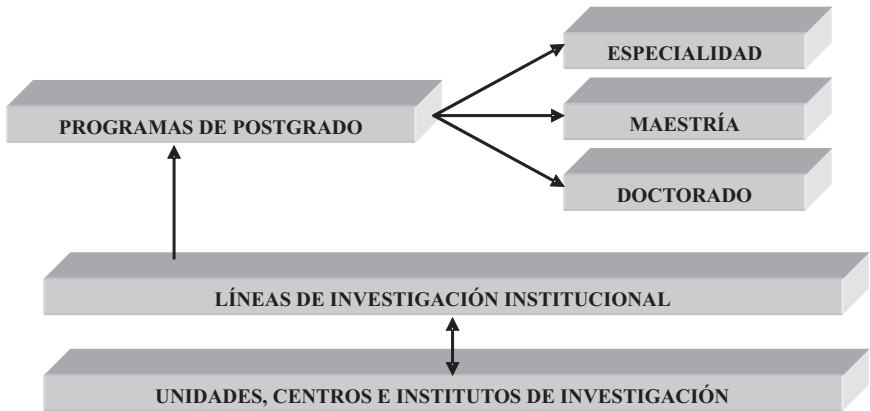 ESPECIALIDAD
PROGRAMAS DE POSTGRADO
MAESTRÍA
DOCTORADO
LÍNEAS DE INVESTIGACIÓN INSTITUCIONAL
UNIDADES, CENTROS E INSTITUTOS DE INVESTIGACIÓN